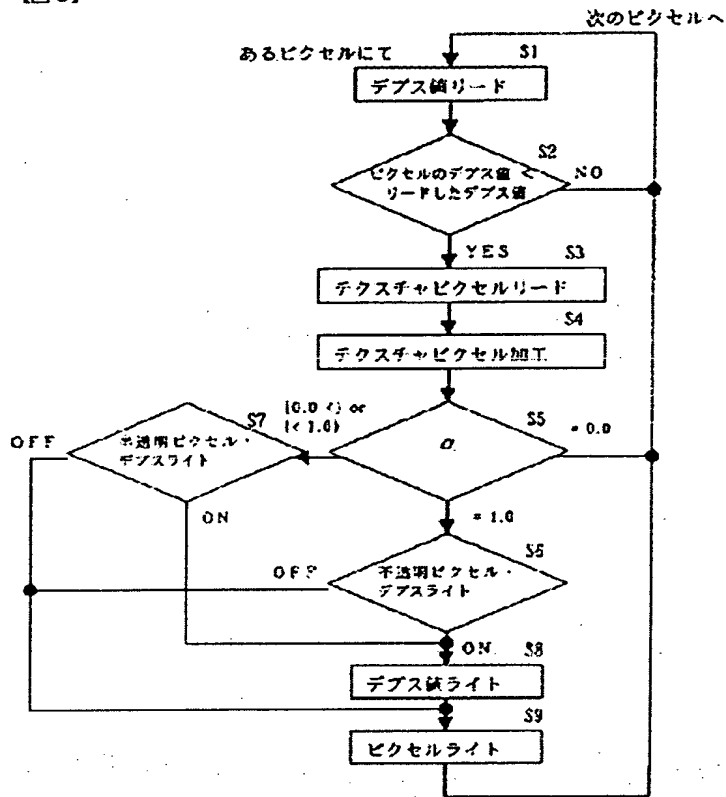 次のピクセルへ
あるピクセルにて
S1
デプス値リード
S2
ピクセルのデプス値 <
リードしたデプス値
NO
YES
S3
テクスチャピクセルリード
S4
テクスチャピクセル加工
(0.0 <) or
(< 1.0)
S7
OFF
半透明ピクセル・
デプスライト
ON
S5
α
= 0.0
= 1.0
S6
OFF
不透明ピクセル・
デプスライト
ON
S8
デプス値ライト
S9
ピクセルライト